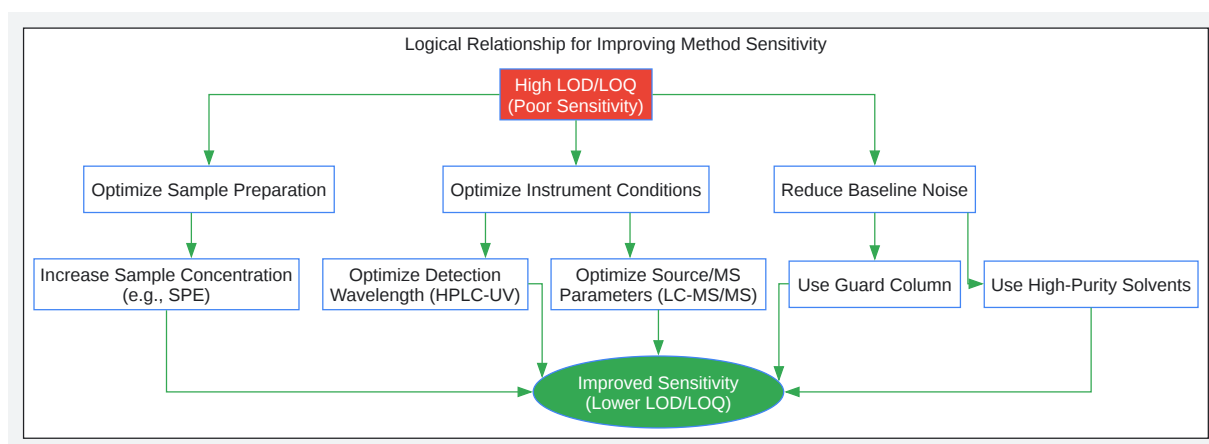 Logical Relationship for Improving Method Sensitivity
High LOD/LOQ
(Poor Sensitivity)
Optimize Sample Preparation
Optimize Instrument Conditions
Reduce Baseline Noise
Increase Sample Concentration
(e.g., SPE)
Optimize Detection
Wavelength (HPLC-UV)
Optimize Source/MS
Parameters (LC-MS/MS)
Use Guard Column
Use High-Purity Solvents
Improved Sensitivity
(Lower LOD/LOQ)